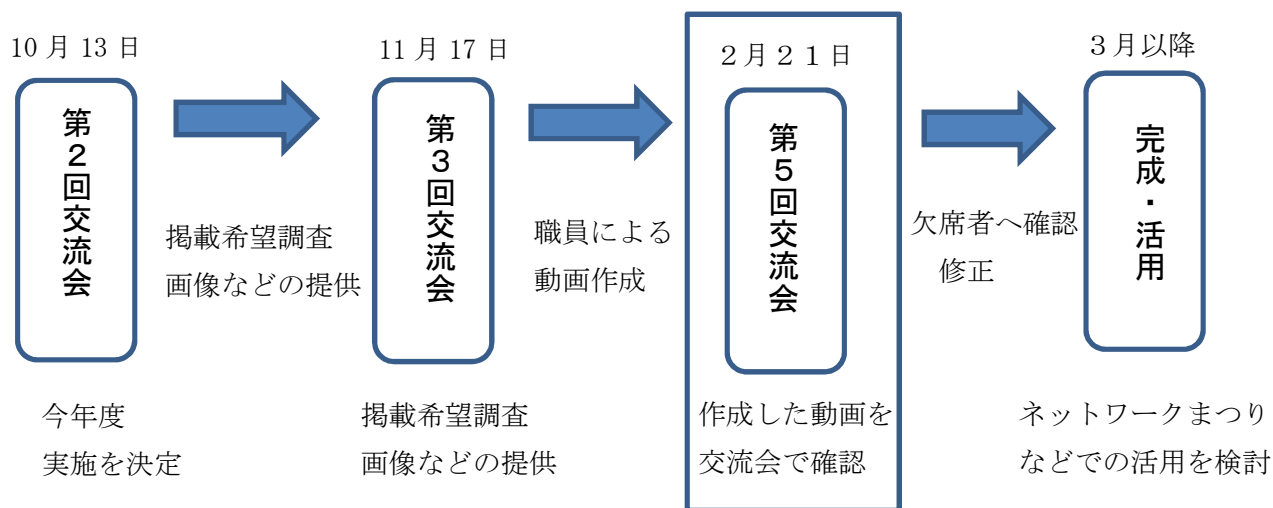 10月13日
第2回交流会
今年度
実施を決定
掲載希望調査
画像などの提供
11月17日
第3回交流会
掲載希望調査
画像などの提供
職員による
動画作成
２月２１日
第5回交流会
作成した動画を
交流会で確認
欠席者へ確認
修正
３月以降
完成・活用
ネットワークまつり
などでの活用を検討